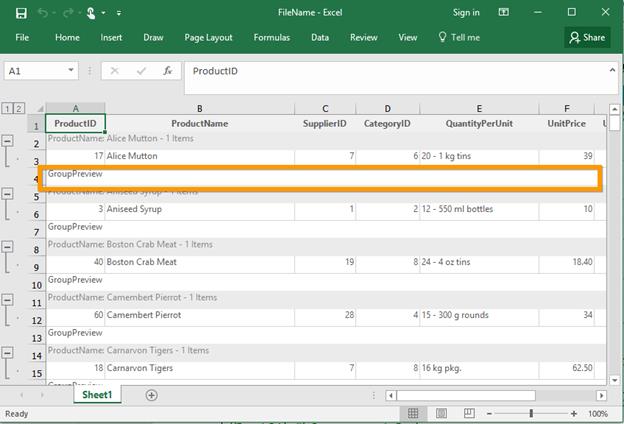 FileName - Excel
Sign in
File Home Insert Draw Page Layout Formulas Data Review View Tell me Share
A1 fx ProductID
1 2 A B C D E F
1 ProductID ProductName SupplierID CategoryID QuantityPerUnit UnitPrice U
2 ProductName: Alice Mutton - 1 Items
3 17 Alice Mutton 7 6 20 - 1 kg tins 39
4 GroupPreview
5 ProductName: Aniseed Syrup - 1 Items
6 3 Aniseed Syrup 1 2 12 - 550 ml bottles 10
7 GroupPreview
8 ProductName: Boston Crab Meat - 1 Items
9 40 Boston Crab Meat 19 8 24 - 4 oz tins 18.40
10 GroupPreview
11 ProductName: Camembert Pierrot - 1 Items
12 60 Camembert Pierrot 28 4 15 - 300 g rounds 34
13 GroupPreview
14 ProductName: Carnarvon Tigers - 1 Items
15 18 Carnarvon Tigers 7 8 16 kg pkg. 62.50
GroupPreview
Sheet1
Ready 100%